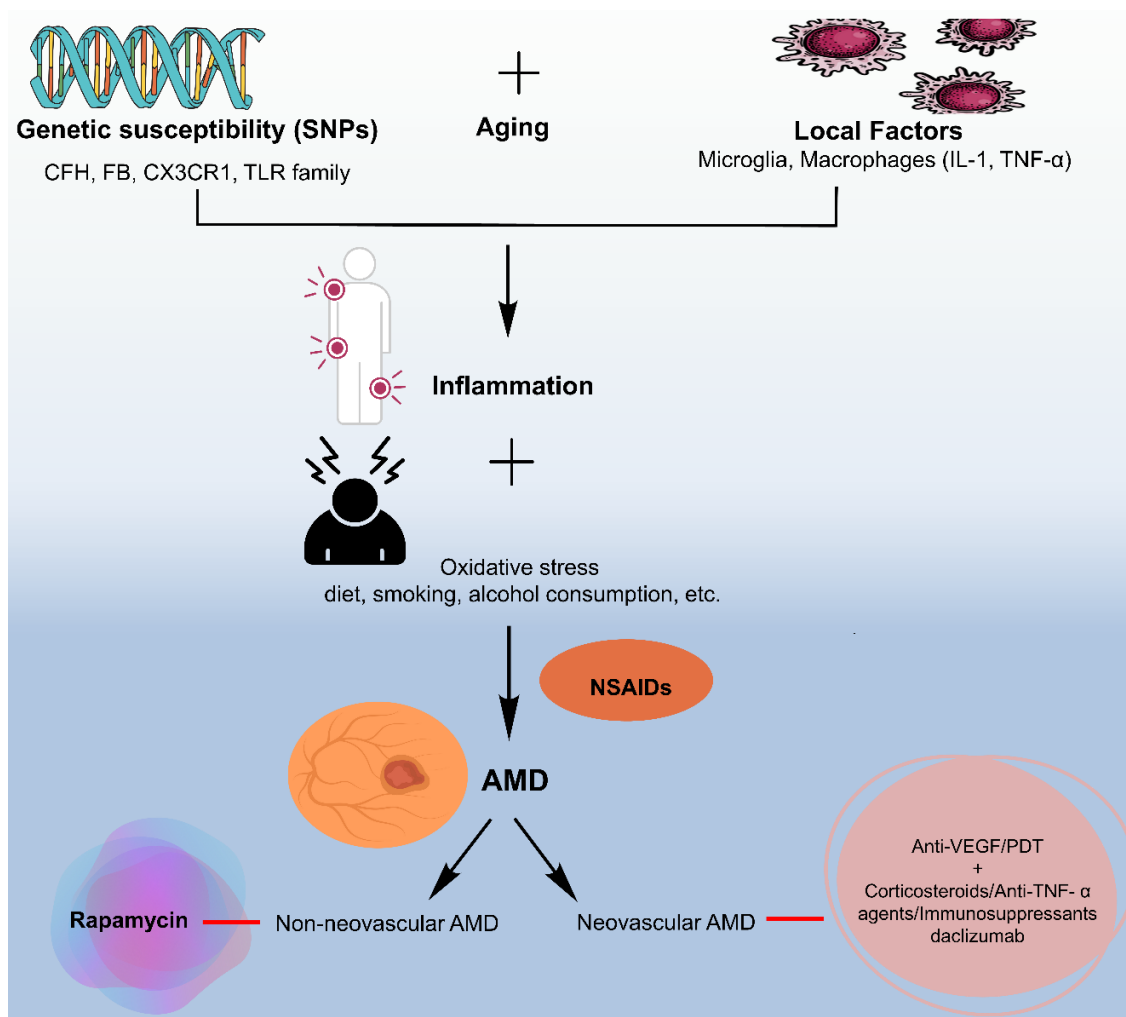 +
Genetic susceptibility (SNPs)
Aging
Local Factors
CFH, FB, CX3CR1, TLR family
Microglia, Macrophages (IL-1, TNF-α)
Inflammation
+
Oxidative stress
diet, smoking, alcohol consumption, etc.
NSAIDs
AMD
Rapamycin
Non-neovascular AMD
Neovascular AMD
Anti-VEGF/PDT
+
Corticosteroids/Anti-TNF- α
agents/Immunosuppressants
daclizumab